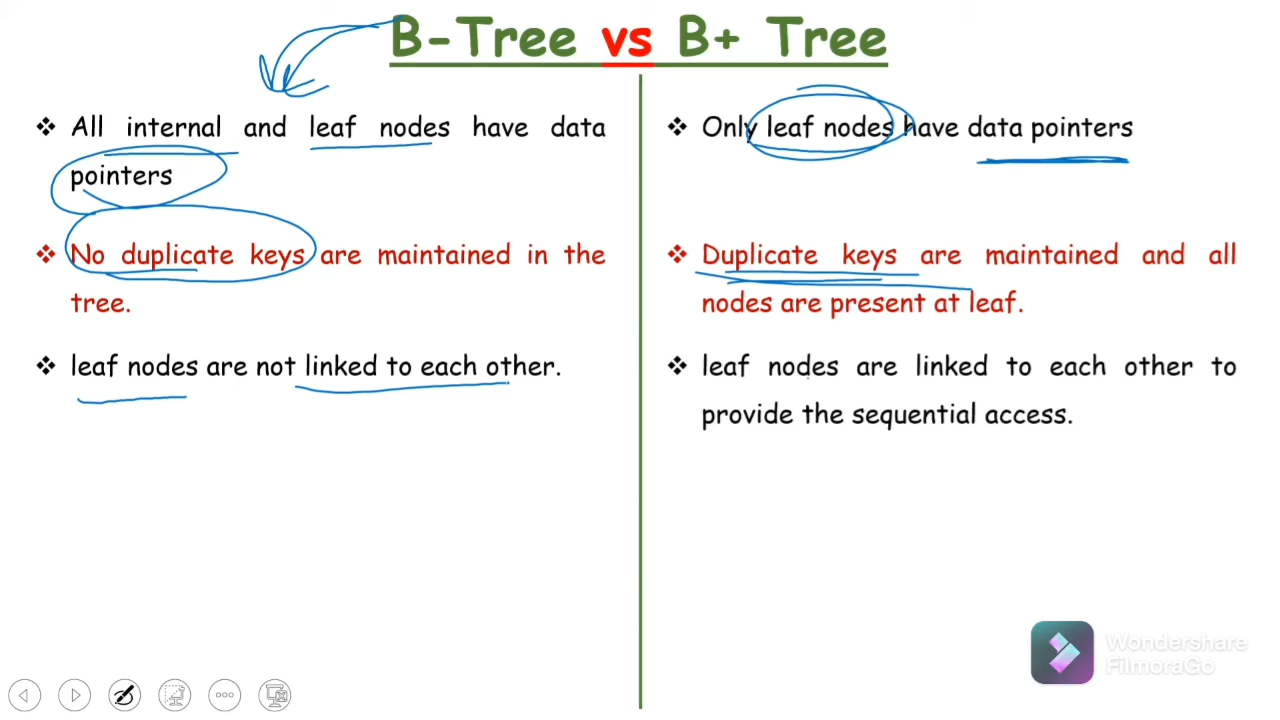 B-Tree vs B+ Tree
❖ All internal and leaf nodes have data
pointers
❖ No duplicate keys are maintained in the
tree.
❖ leaf nodes are not linked to each other.
❖ Only leaf nodes have data pointers
❖ Duplicate keys are maintained and all
nodes are present at leaf.
❖ leaf nodes are linked to each other to
provide the sequential access.
Wondershare
FilmoraGo